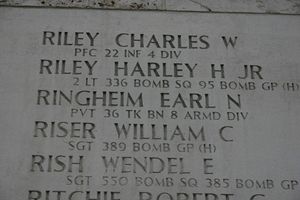 RILEY CHARLES W
PFC 22 INF 4 DIV
RILEY HARLEY H JR
2 LT 336 BOMB SQ 95 BOMB GP (H)
RINGHEIM EARL N
PVT 36 TK BN 8 ARMD DIV
RISER WILLIAM C
SGT 389 BOMB GP (H)
RISH WENDEL E
SGT 550 BOMB SQ 385 BOMB GP
RITCHIE ROBERT G